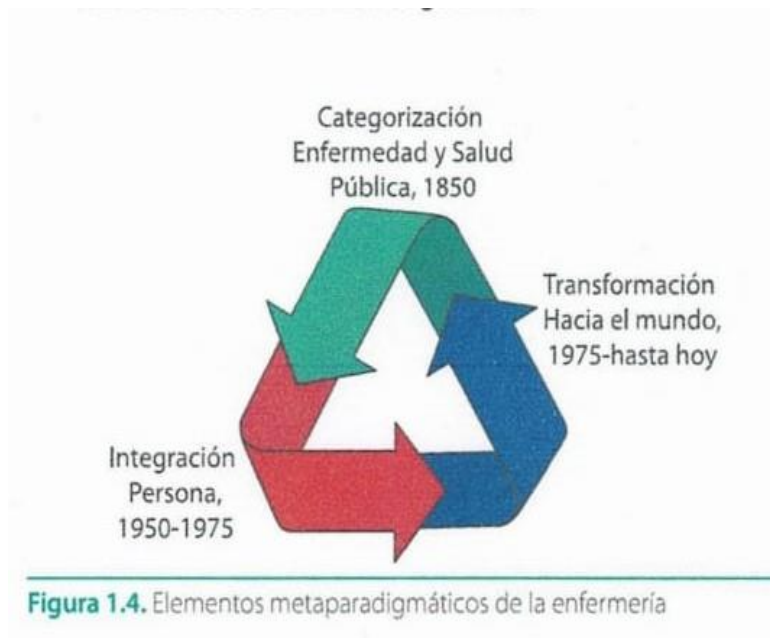 Categorización
Enfermedad y Salud
Pública, 1850
Transformación
Hacia el mundo,
1975-hasta hoy
Integración
Persona,
1950-1975
Figura 1.4. Elementos metaparadigmáticos de la enfermería